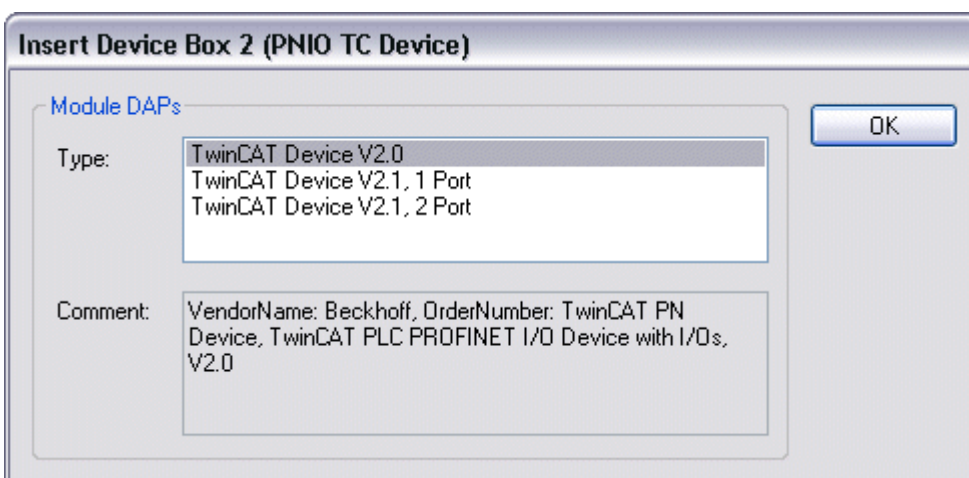 Insert Device Box 2 (PNIO TC Device)
Module DAPs
OK
Type:
TwinCAT Device V2.0
TwinCAT Device V2.1, 1 Port
TwinCAT Device V2.1, 2 Port
Comment:
VendorName: Beckhoff, OrderNumber: TwinCAT PN
Device, TwinCAT PLC PROFINET I/O Device with I/Os,
V2.0